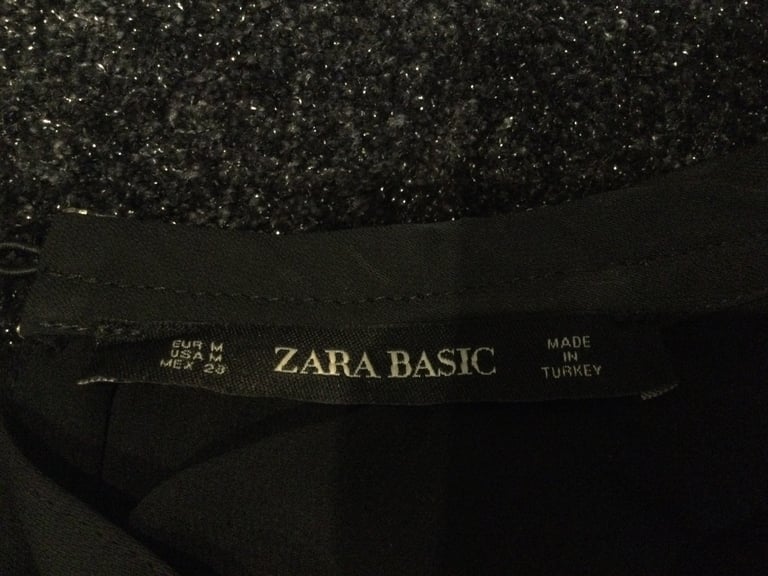 EUR M
USA M
MEX 28
ZARA BASIC
MADE
IN
TURKEY